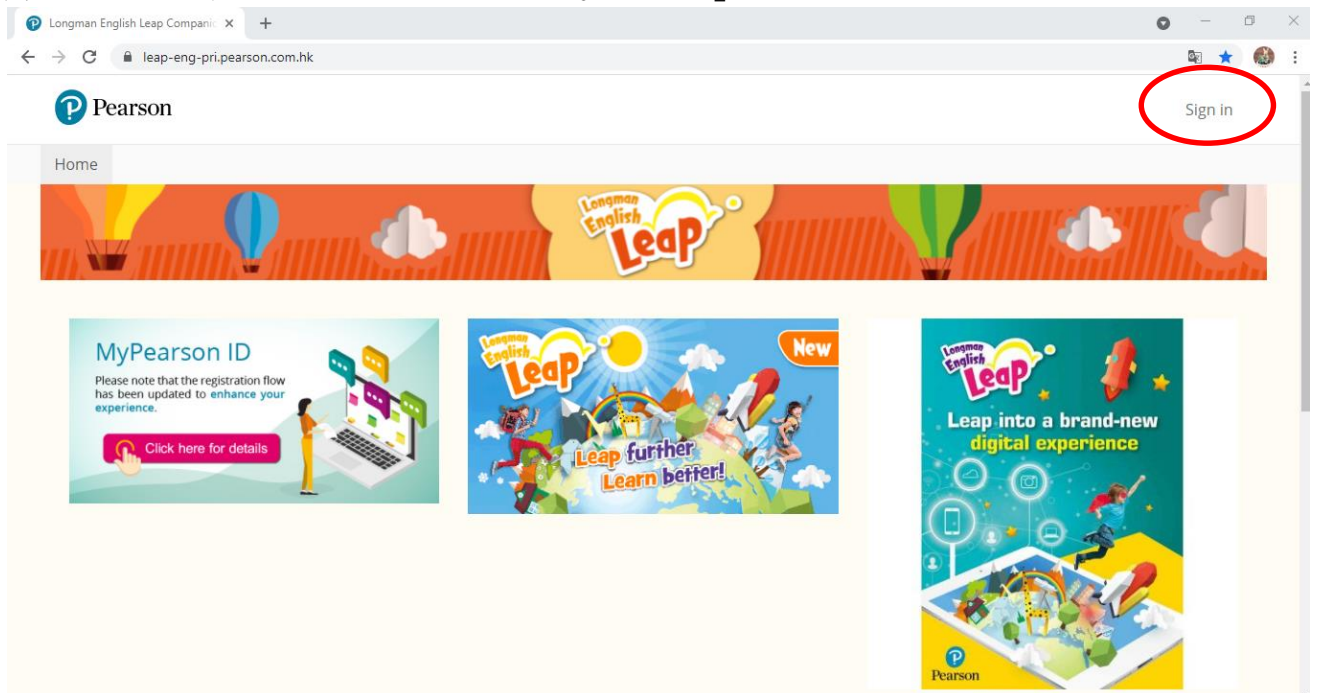 Longman English Leap Companic
leap-eng-pri.pearson.com.hk
Pearson
Sign in
Home
Longman
English
Leap
MyPearson ID
Please note that the registration flow
has been updated to enhance your
experience.
Click here for details
Longman
English
Leap
New
Leap further
Learn better!
Longman
English
Leap
Leap into a brand-new
digital experience
Pearson